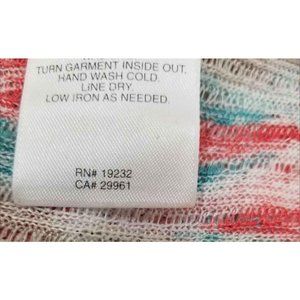 TURN GARMENT INSIDE OUT.
HAND WASH COLD.
LINE DRY.
LOW IRON AS NEEDED.
RN# 19232
CA# 29961